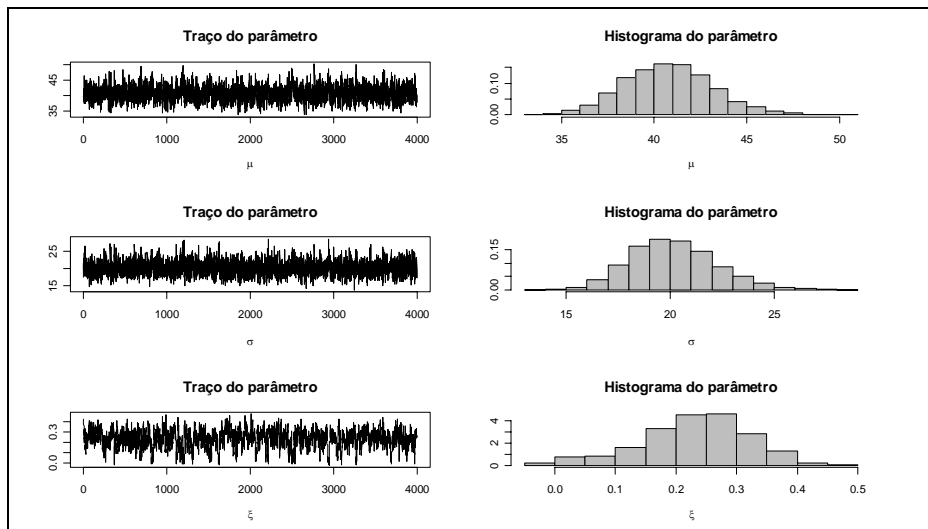 Traço do parâmetro
45
35
0 1000 2000 3000 4000
μ
Histograma do parâmetro
0.10
0.00
35 40 45 50
μ
Traço do parâmetro
25
15
0 1000 2000 3000 4000
σ
Histograma do parâmetro
0.15
0.00
15 20 25
σ
Traço do parâmetro
0.3
0.0
0 1000 2000 3000 4000
ξ
Histograma do parâmetro
4
2
0
0.0 0.1 0.2 0.3 0.4 0.5
ξ